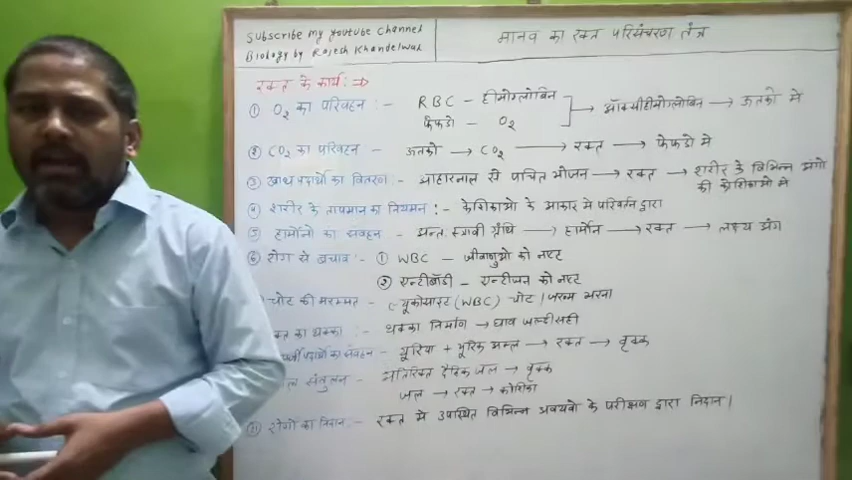 Subscribe my youtube channel
Biology by Rajesh Khandelwal
मानव का रक्त परिसंचरण तंत्र
रक्त के कार्य :⇒
① O₂ का परिवहन :- RBC - हीमोग्लोबिन
फेफडो - O₂ → ऑक्सीहीमोग्लोबिन → ऊतको मे
② CO₂ का परिवहन - ऊतको → CO₂ → रक्त → फेफडो मे
③ खाद्य पदार्थो का वितरण :- आहारनाल से पाचित भोजन → रक्त → शरीर के विभिन्न अंगो
की कोशिकाओ मे
④ शरीर के तापमान का नियमन :- केशिकाओ के आकार मे परिवर्तन द्वारा
⑤ हार्मोनो का संवहन - अन्तःस्त्रावी ग्रंथि → हार्मोन → रक्त → लक्ष्य अंग
⑥ रोग से बचाव :- ① WBC - जीवाणुओ को नष्ट
② एन्टीबॉडी - एन्टीजन को नष्ट
चोट की मरम्मत - ल्यूकोसाइट (WBC) चोट / जख्म भरना
का थक्का :- थक्का निर्माण → घाव जल्दी सही
पदार्थो का संवहन - यूरिया + यूरिक अम्ल → रक्त → वृक्क
संतुलन - अतिरिक्त दैहिक जल → वृक्क
जल → रक्त → कोशिका
⑪ रोगो का निदान - रक्त मे उपस्थित विभिन्न अवयवो के परीक्षण द्वारा निदान।